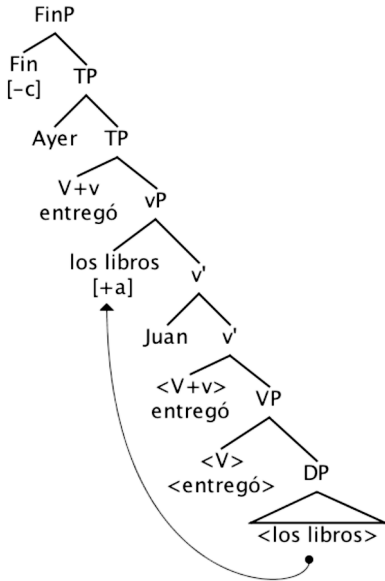 FinP
Fin TP
[-c]
Ayer TP
V+v vP
entregó
los libros v'
[+a]
Juan v'
<V+v> VP
entregó
<V> DP
<entregó>
<los libros>